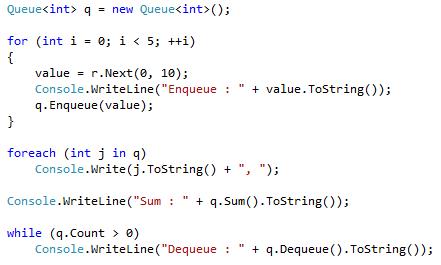 Queue<int> q = new Queue<int>();
for (int i = 0; i < 5; ++i)
{
    value = r.Next(0, 10);
    Console.WriteLine("Enqueue : " + value.ToString());
    q.Enqueue(value);
}
foreach (int j in q)
    Console.Write(j.ToString() + ", ");
Console.WriteLine("Sum : " + q.Sum().ToString());
while (q.Count > 0)
    Console.WriteLine("Dequeue : " + q.Dequeue().ToString());